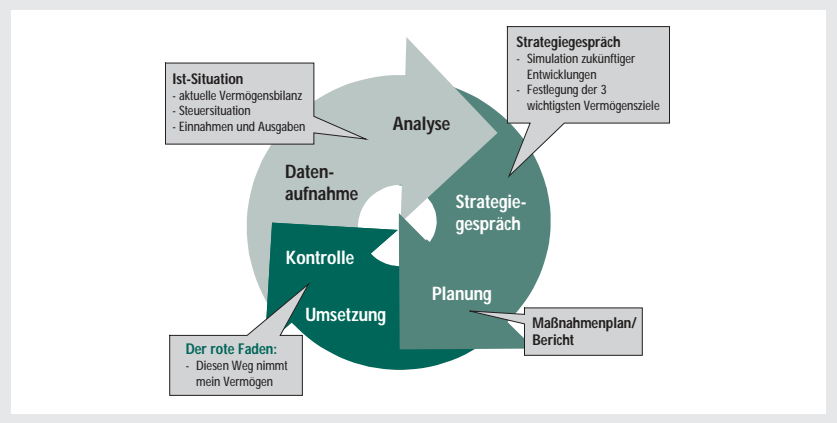 Ist-Situation
- aktuelle Vermögensbilanz
- Steuersituation
- Einnahmen und Ausgaben
Strategiegespräch
- Simulation zukünftiger
Entwicklungen
- Festlegung der 3
wichtigsten Vermögensziele
Analyse
Daten-
aufnahme
Strategie-
gespräch
Kontrolle
Umsetzung
Planung
Maßnahmenplan/
Bericht
Der rote Faden:
- Diesen Weg nimmt
mein Vermögen